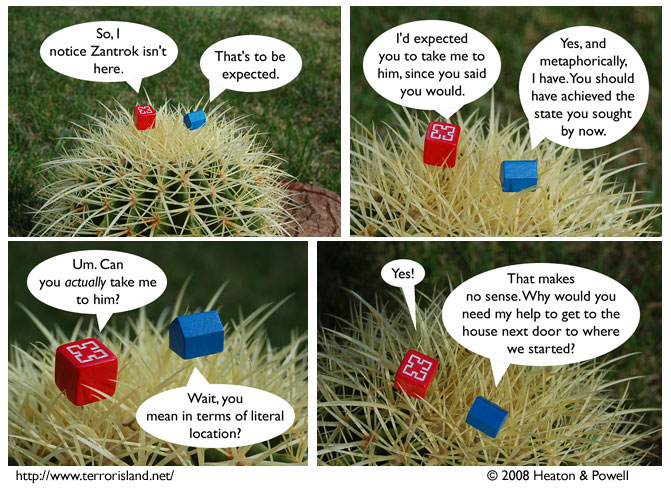 So, I
notice Zantrok isn't
here.
That's to be
expected.
I'd expected
you to take me to
him, since you said
you would.
Yes, and
metaphorically,
I have. You should
have achieved the
state you sought
by now.
Um. Can
you actually take me
to him?
Wait, you
mean in terms of literal
location?
Yes!
That makes
no sense. Why would you
need my help to get to the
house next door to where
we started?
http://www.terrorisland.net/
© 2008 Heaton & Powell